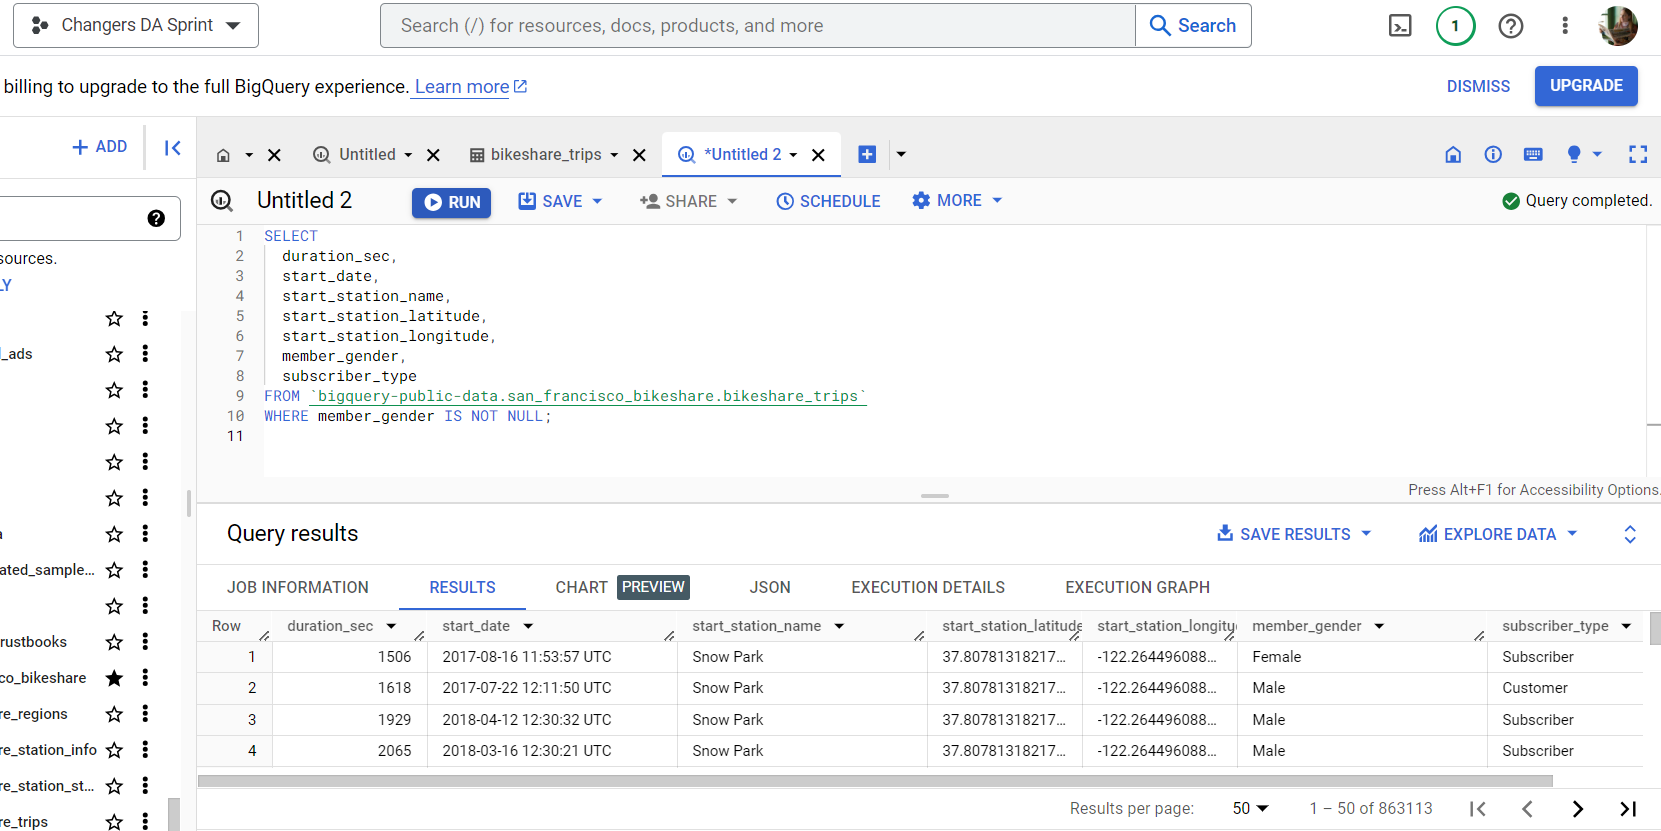 Changers DA Sprint
Search (/) for resources, docs, products, and more
Search
1
billing to upgrade to the full BigQuery experience. Learn more
DISMISS
UPGRADE
+ ADD
Untitled
bikeshare_trips
*Untitled 2
Untitled 2
RUN
SAVE
SHARE
SCHEDULE
MORE
Query completed.
sources.
LY
_ads
ated_sample...
rustbooks
co_bikeshare
re_regions
re_station_info
re_station_st...
re_trips
1 SELECT
2 duration_sec,
3 start_date,
4 start_station_name,
5 start_station_latitude,
6 start_station_longitude,
7 member_gender,
8 subscriber_type
9 FROM `bigquery-public-data.san_francisco_bikeshare.bikeshare_trips`
10 WHERE member_gender IS NOT NULL;
11
Press Alt+F1 for Accessibility Options.
Query results
SAVE RESULTS
EXPLORE DATA
JOB INFORMATION RESULTS CHART PREVIEW JSON EXECUTION DETAILS EXECUTION GRAPH
Row duration_sec start_date start_station_name start_station_latitude start_station_longitu member_gender subscriber_type
1 1506 2017-08-16 11:53:57 UTC Snow Park 37.80781318217... -122.264496088... Female Subscriber
2 1618 2017-07-22 12:11:50 UTC Snow Park 37.80781318217... -122.264496088... Male Customer
3 1929 2018-04-12 12:30:32 UTC Snow Park 37.80781318217... -122.264496088... Male Subscriber
4 2065 2018-03-16 12:30:21 UTC Snow Park 37.80781318217... -122.264496088... Male Subscriber
Results per page: 50 1 – 50 of 863113